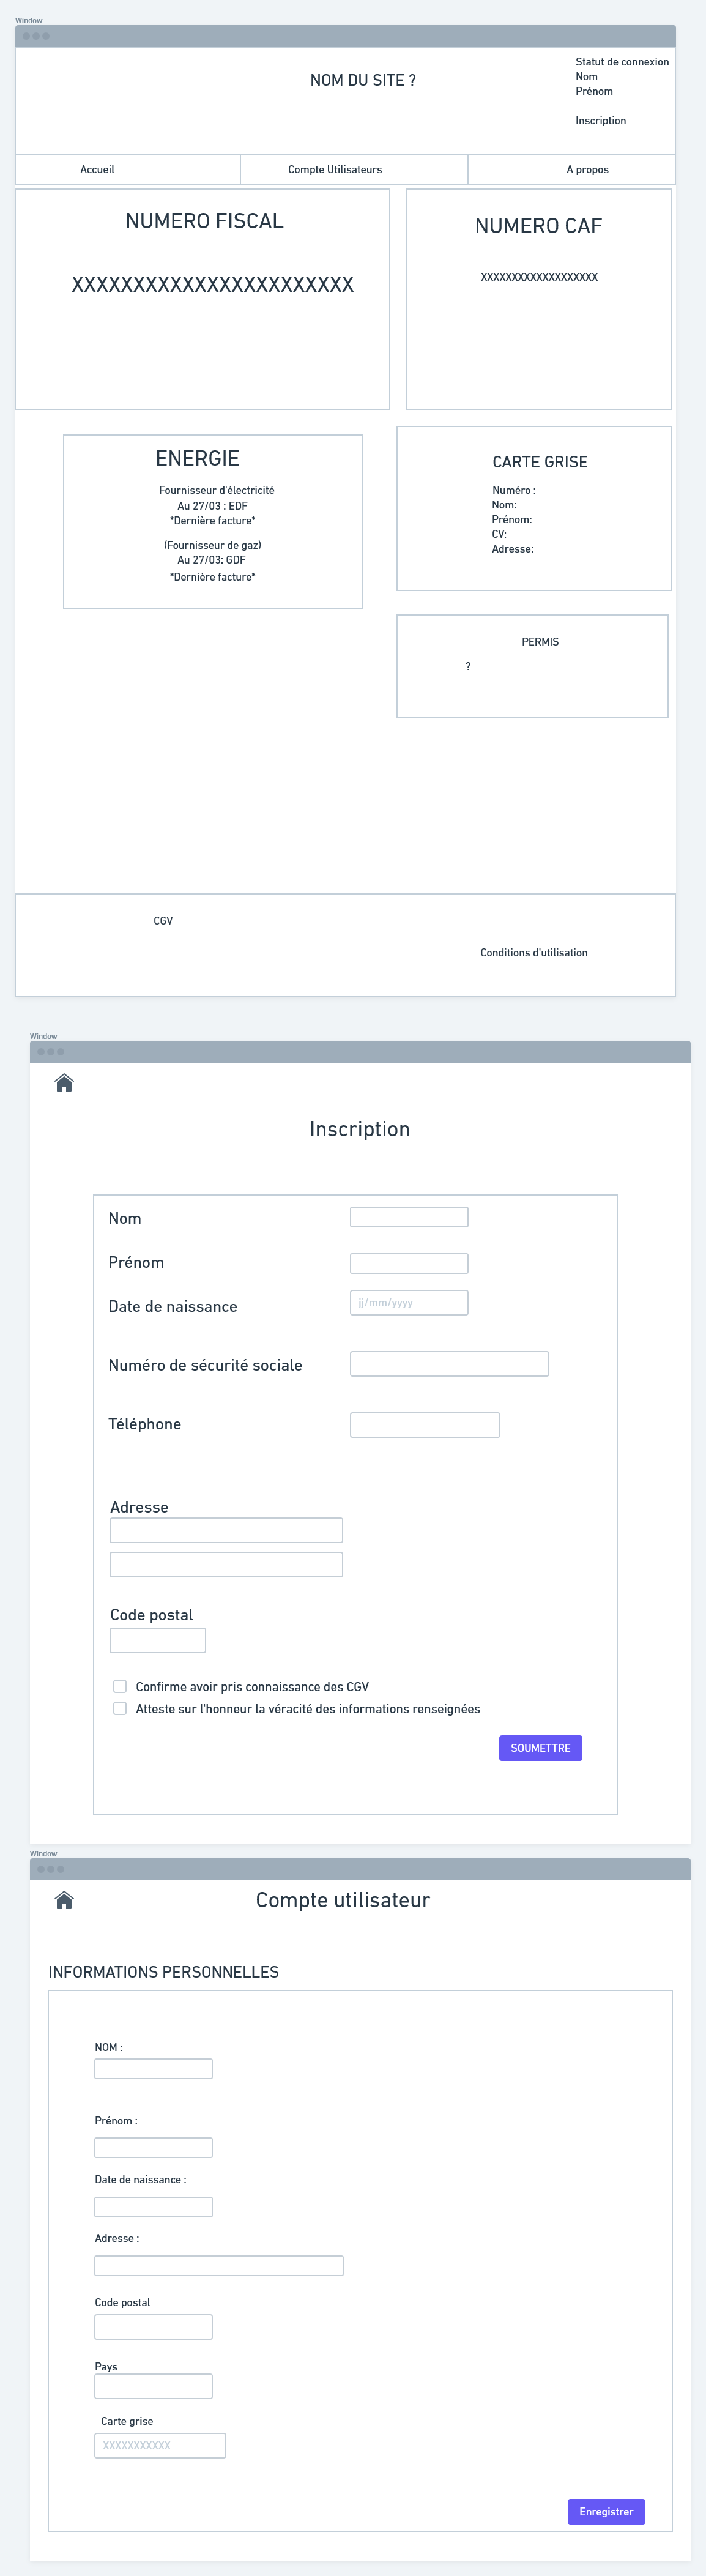 Window
NOM DU SITE ?
Statut de connexion
Nom
Prénom
Inscription
Accueil
Compte Utilisateurs
A propos
NUMERO FISCAL
XXXXXXXXXXXXXXXXXXXXXXX
NUMERO CAF
XXXXXXXXXXXXXXXXXXX
ENERGIE
Fournisseur d'électricité
Au 27/03 : EDF
*Dernière facture*
(Fournisseur de gaz)
Au 27/03: GDF
*Dernière facture*
CARTE GRISE
Numéro :
Nom:
Prénom:
CV:
Adresse:
PERMIS
?
CGV
Conditions d'utilisation
Window
Inscription
Nom
Prénom
Date de naissance
jj/mm/yyyy
Numéro de sécurité sociale
Téléphone
Adresse
Code postal
Confirme avoir pris connaissance des CGV
Atteste sur l'honneur la véracité des informations renseignées
SOUMETTRE
Window
Compte utilisateur
INFORMATIONS PERSONNELLES
NOM :
Prénom :
Date de naissance :
Adresse :
Code postal
Pays
Carte grise
XXXXXXXXXXX
Enregistrer